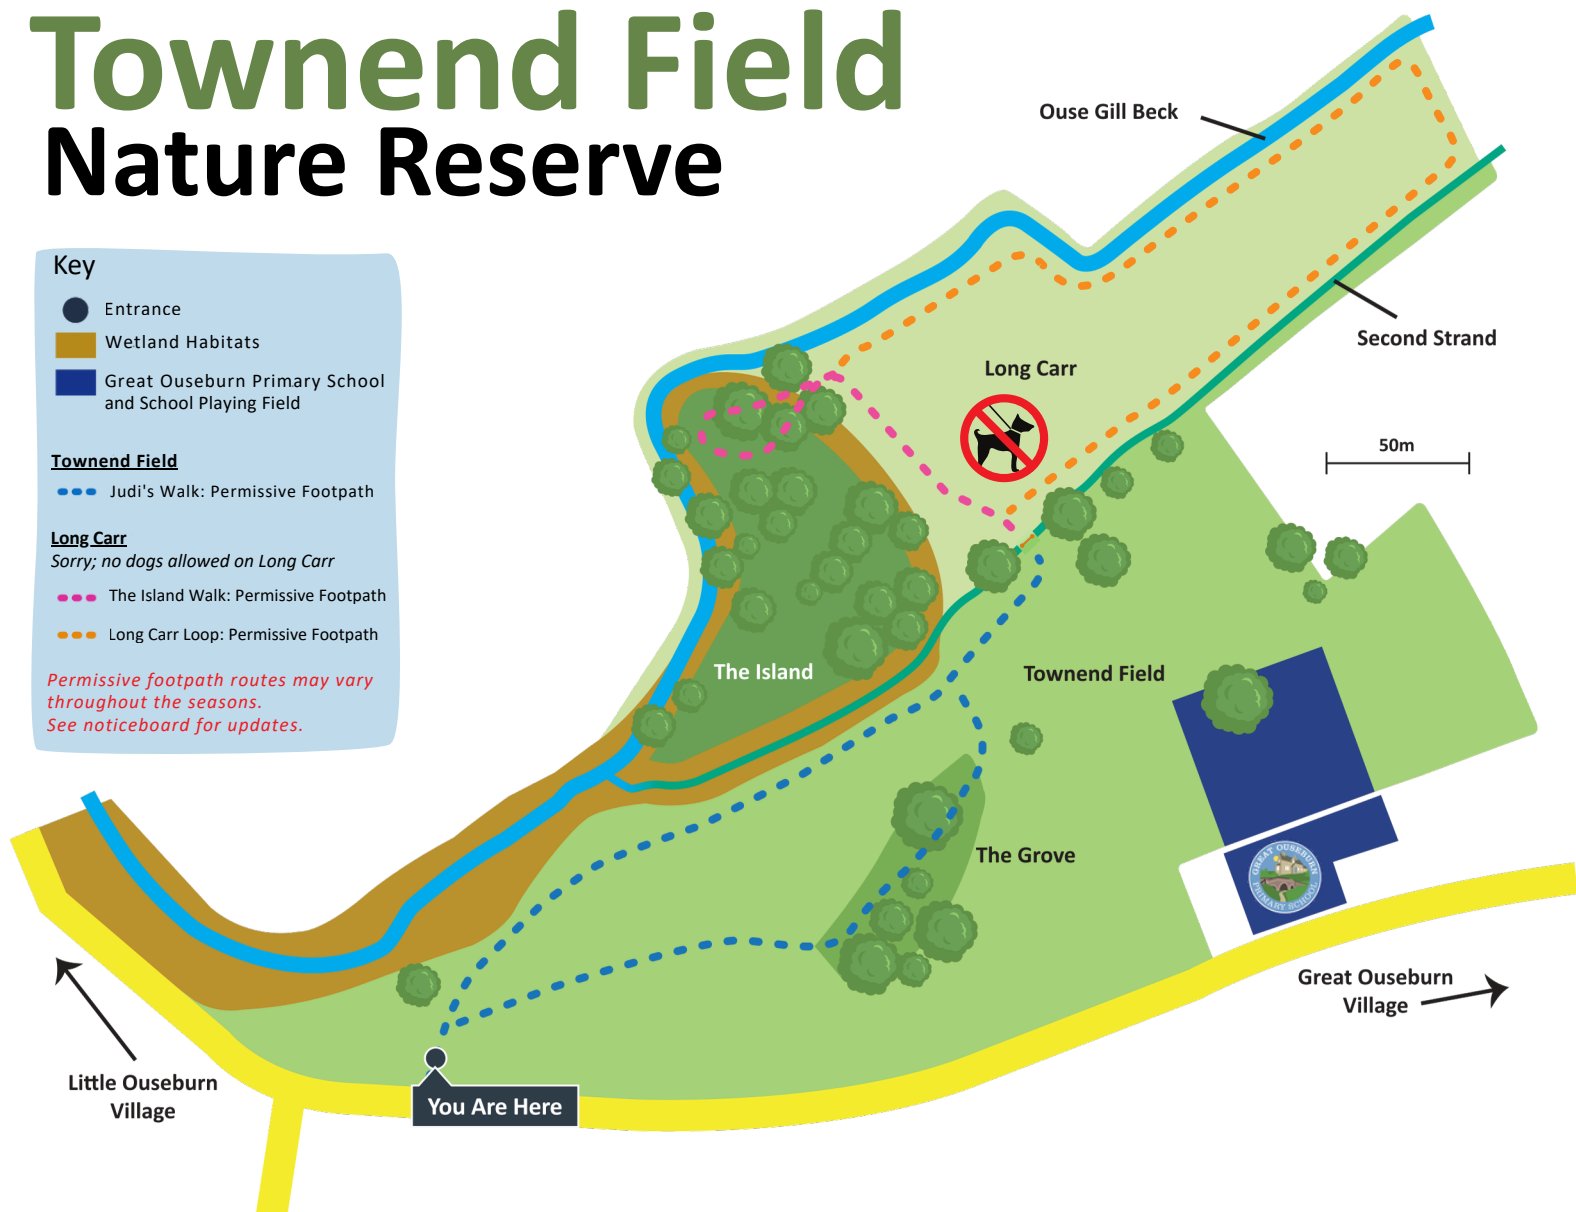 Townend Field
Nature Reserve
Ouse Gill Beck
Second Strand
Key
Entrance
Wetland Habitats
Great Ouseburn Primary School
and School Playing Field
Townend Field
Judi's Walk: Permissive Footpath
Long Carr
Sorry; no dogs allowed on Long Carr
The Island Walk: Permissive Footpath
Long Carr Loop: Permissive Footpath
Permissive footpath routes may vary
throughout the seasons.
See noticeboard for updates.
Long Carr
50m
The Island
Townend Field
The Grove
GREAT OUSEBURN
PRIMARY SCHOOL
Great Ouseburn
Village
Little Ouseburn
Village
You Are Here